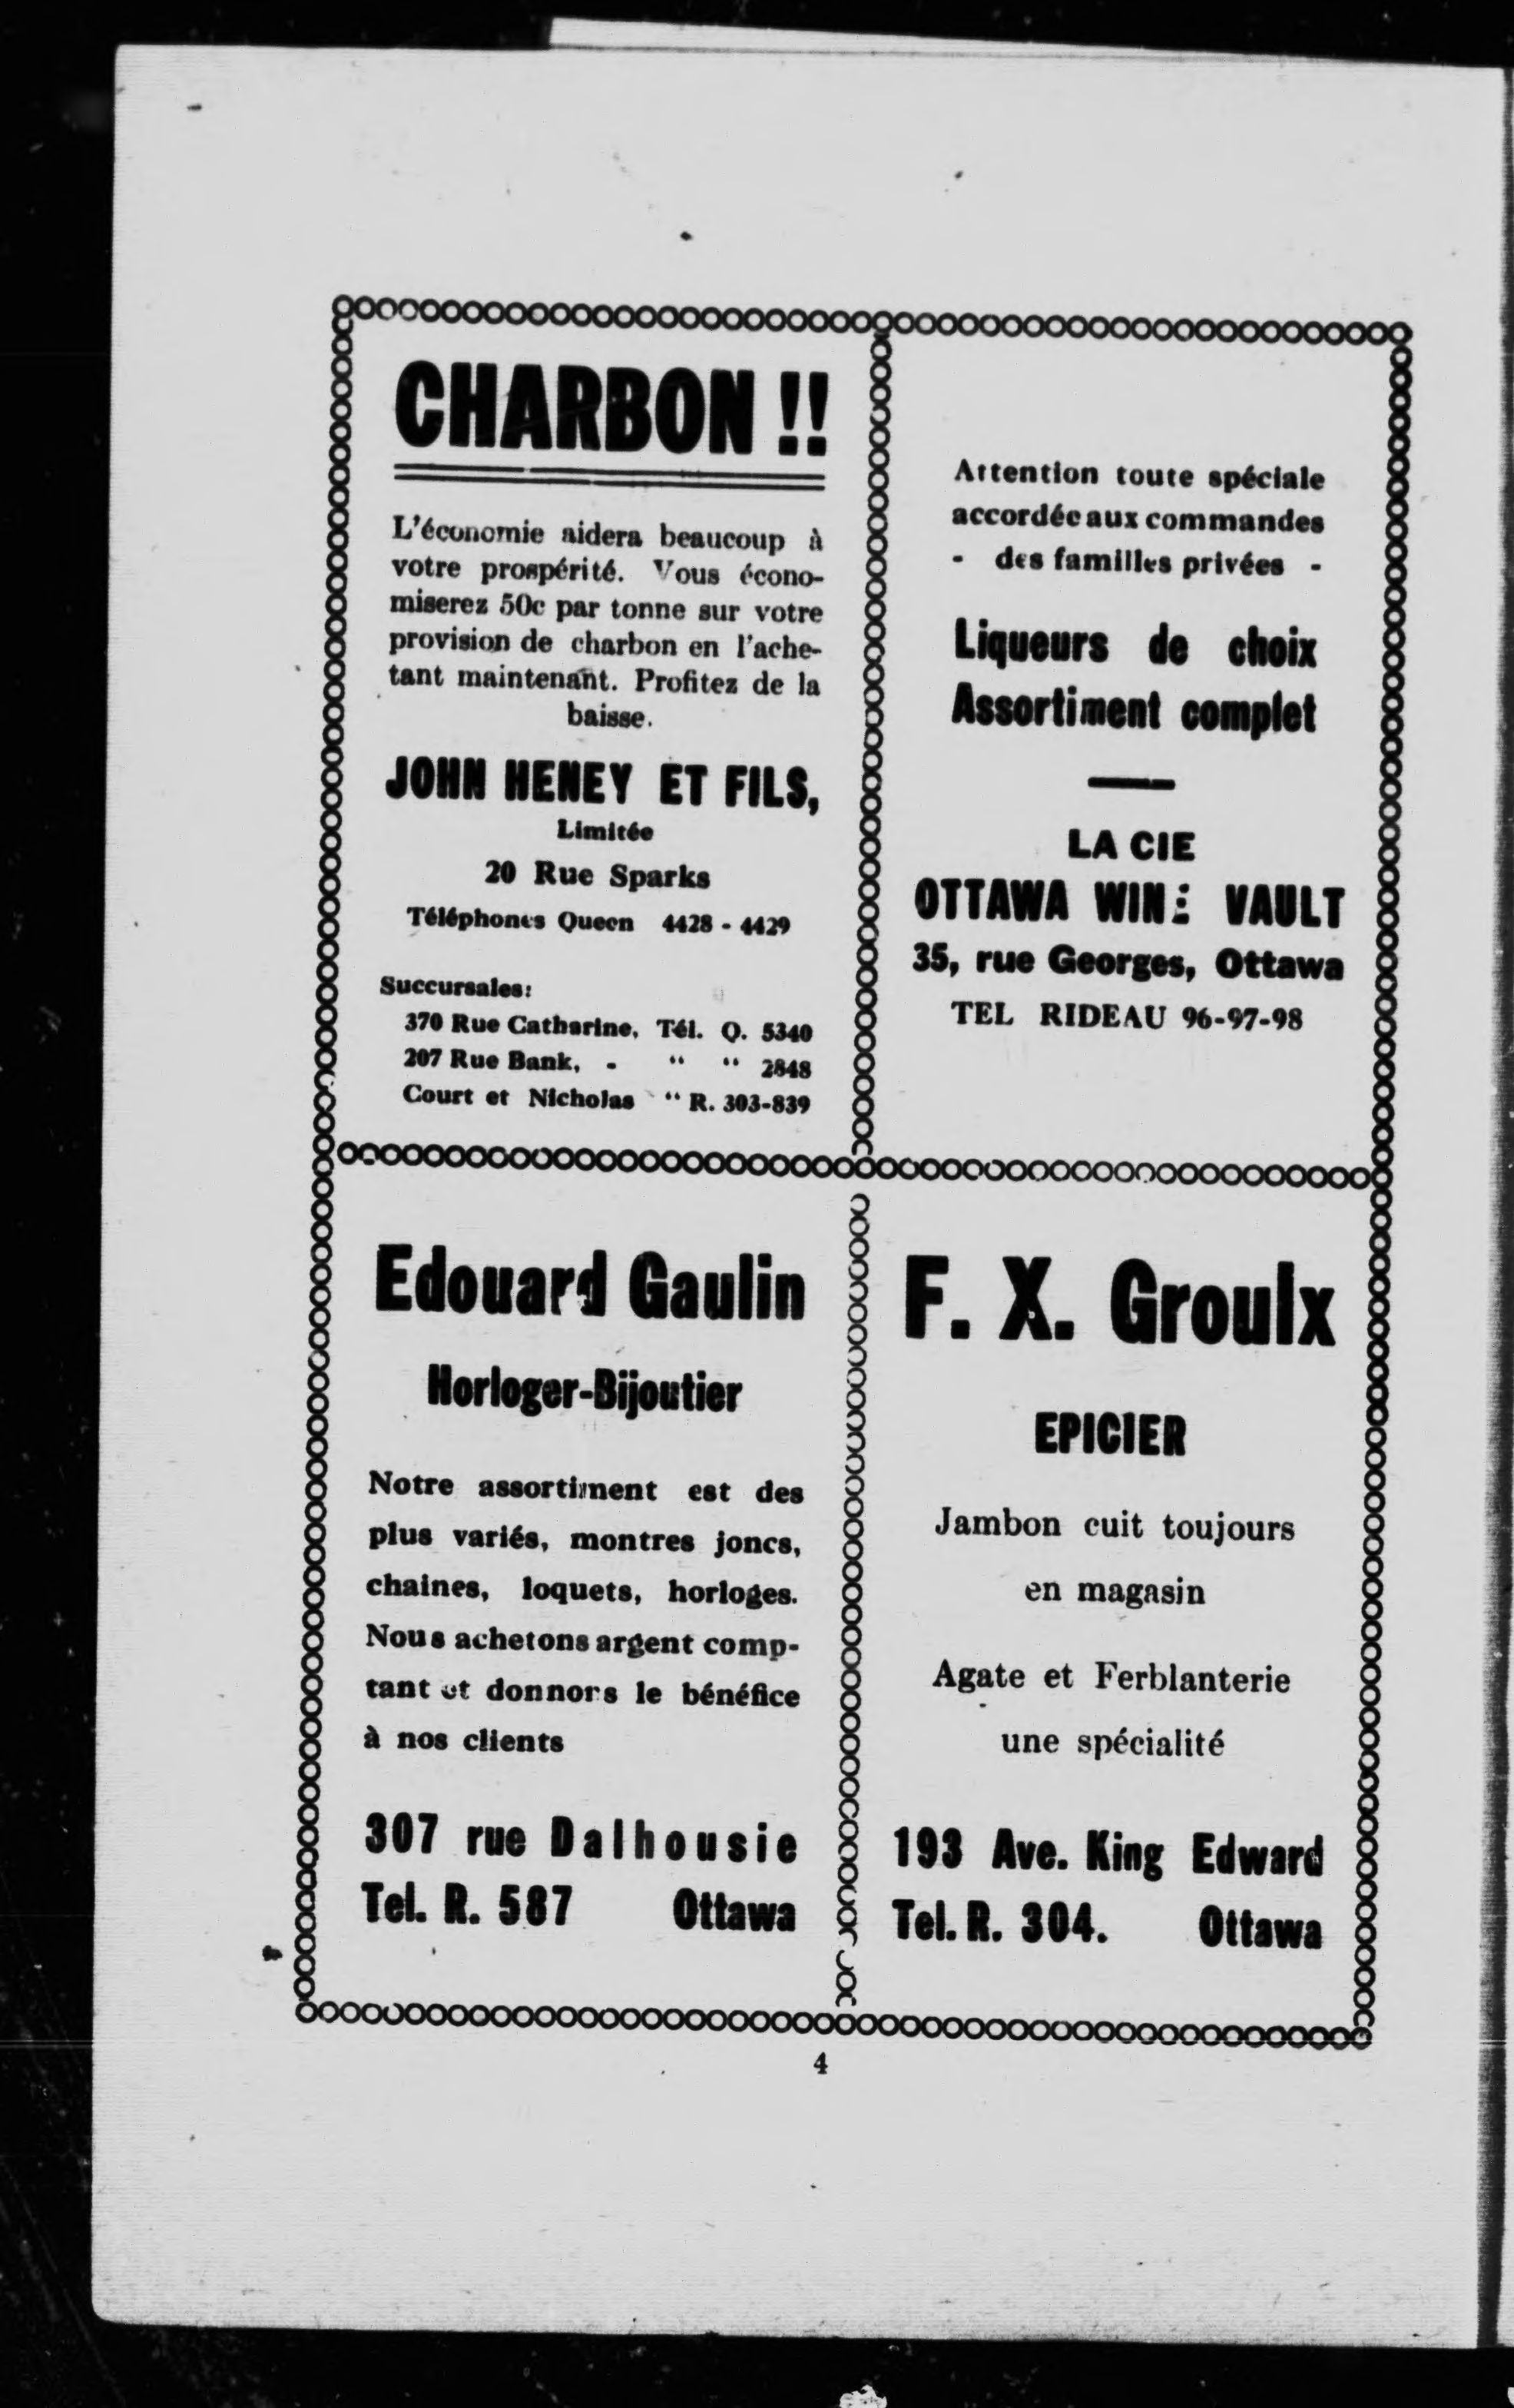 CHARBON !!
L'économie aidera beaucoup à
votre prospérité. Vous écono-
miserez 50c par tonne sur votre
provision de charbon en l'ache-
tant maintenant. Profitez de la
baisse.
JOHN HENEY ET FILS,
Limitée
20 Rue Sparks
Téléphones Queen 4428 - 4429
Succursales:
370 Rue Catharine, Tél. Q. 5340
207 Rue Bank, - “ “ 2848
Court et Nicholas “ R. 303-839
Attention toute spéciale
accordée aux commandes
- des familles privées -
Liqueurs de choix
Assortiment complet
LA CIE
OTTAWA WINE VAULT
35, rue Georges, Ottawa
TEL RIDEAU 96-97-98
Edouard Gaulin
Horloger-Bijoutier
Notre assortiment est des
plus variés, montres joncs,
chaines, loquets, horloges.
Nous achetons argent comp-
tant et donnors le bénéfice
à nos clients
307 rue Dalhousie
Tel. R. 587 Ottawa
F. X. Groulx
EPICIER
Jambon cuit toujours
en magasin
Agate et Ferblanterie
une spécialité
193 Ave. King Edward
Tel. R. 304. Ottawa
4